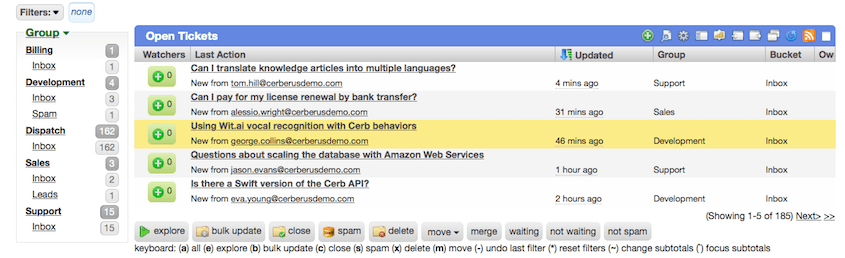 Filters: ▾ none
Group ▾
Billing 1
Inbox 1
Development 4
Inbox 3
Spam 1
Dispatch 162
Inbox 162
Sales 3
Inbox 2
Leads 1
Support 15
Inbox 15
Open Tickets
Watchers Last Action Updated Group Bucket Ow
Can I translate knowledge articles into multiple languages?
0 New from tom.hill@cerberusdemo.com 4 mins ago Support Inbox
Can I pay for my license renewal by bank transfer?
0 New from alessio.wright@cerberusdemo.com 31 mins ago Sales Inbox
Using Wit.ai vocal recognition with Cerb behaviors
0 New from george.collins@cerberusdemo.com 46 mins ago Development Inbox
Questions about scaling the database with Amazon Web Services
0 New from jason.evans@cerberusdemo.com 1 hour ago Support Inbox
Is there a Swift version of the Cerb API?
0 New from eva.young@cerberusdemo.com 2 hours ago Development Inbox
(Showing 1-5 of 185) Next> >>
explore bulk update close spam delete move ▾ merge waiting not waiting not spam
keyboard: (a) all (e) explore (b) bulk update (c) close (s) spam (x) delete (m) move (-) undo last filter (*) reset filters (~) change subtotals (`) focus subtotals